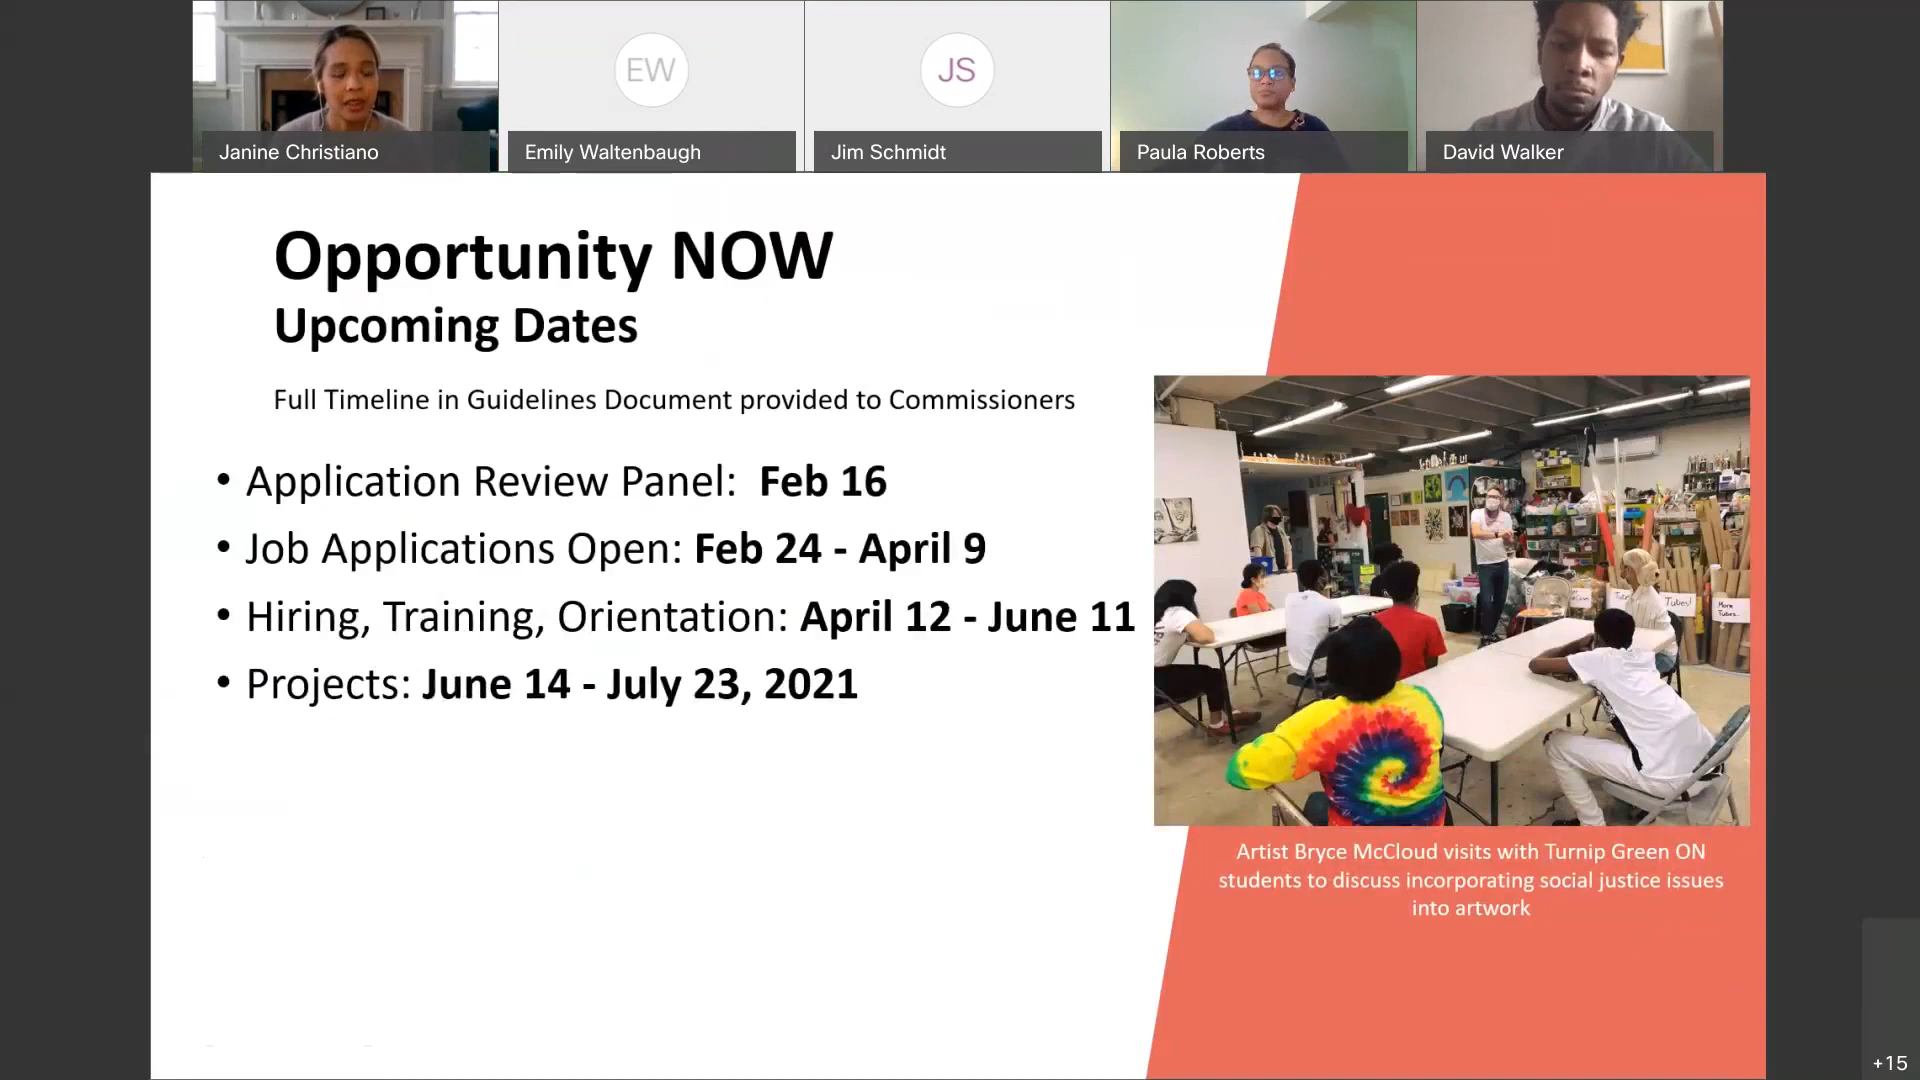 EW
JS
Janine Christiano
Emily Waltenbaugh
Jim Schmidt
Paula Roberts
David Walker
Opportunity NOW
Upcoming Dates
Full Timeline in Guidelines Document provided to Commissioners
• Application Review Panel: Feb 16
• Job Applications Open: Feb 24 - April 9
• Hiring, Training, Orientation: April 12 - June 11
• Projects: June 14 - July 23, 2021
Tubes!
More
Tubes..
Artist Bryce McCloud visits with Turnip Green ON
students to discuss incorporating social justice issues
into artwork
+15